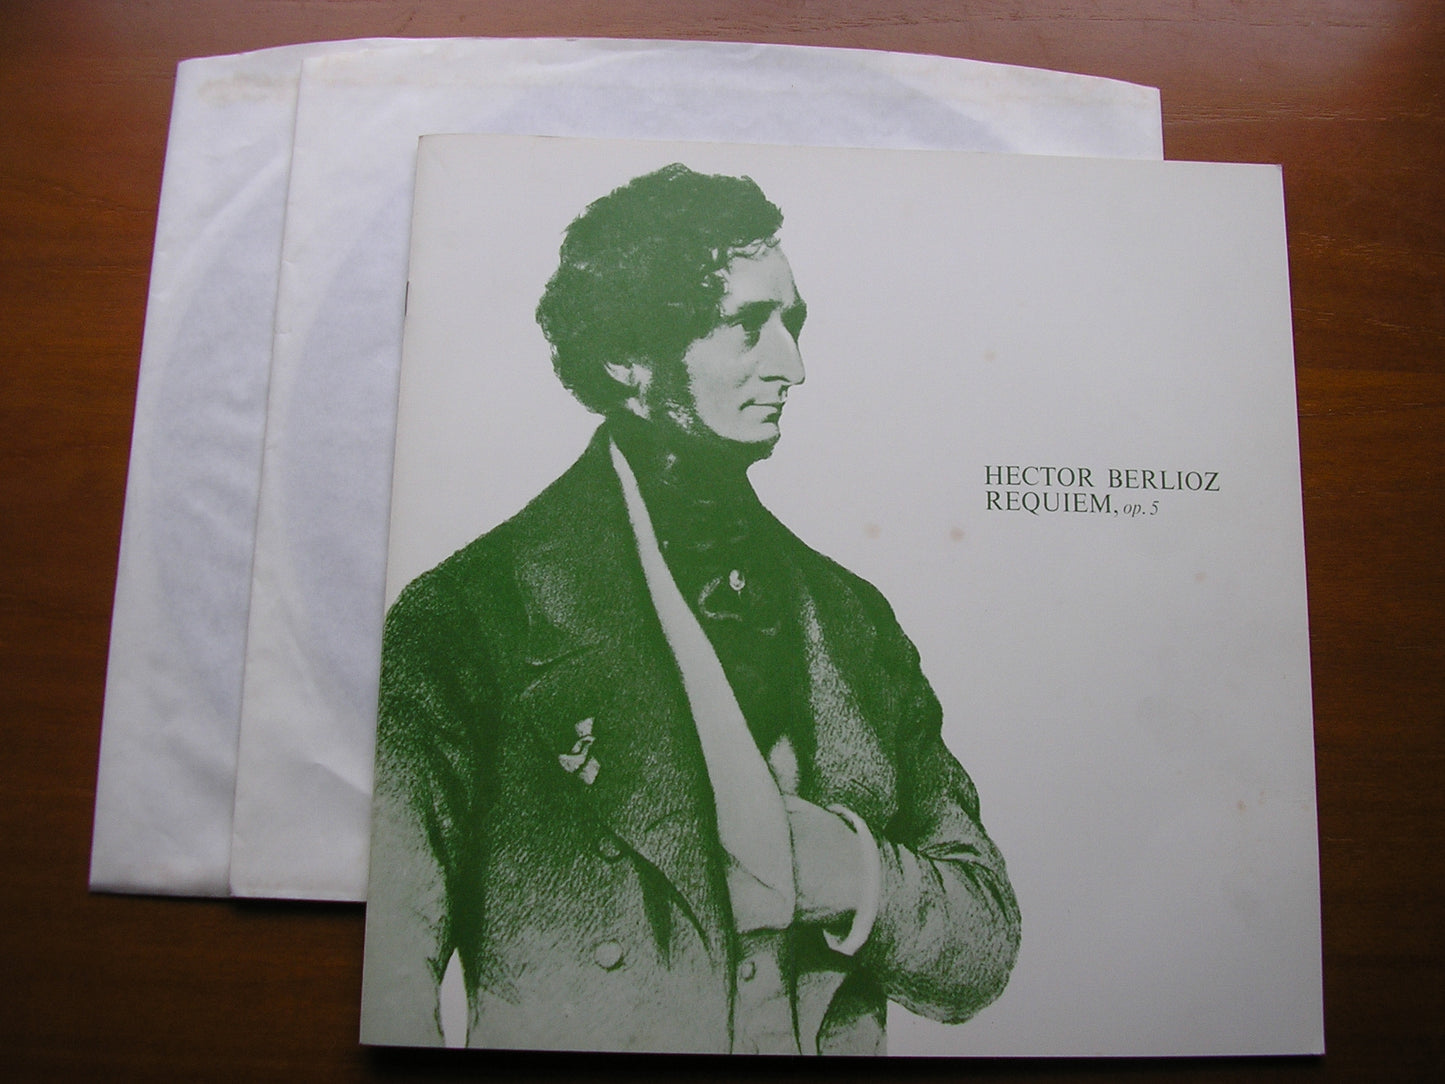 HECTOR BERLIOZ
REQUIEM, op. 5